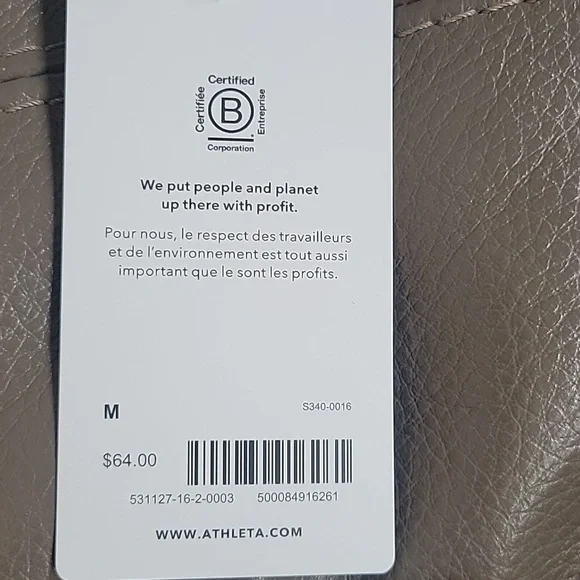 Certified
Certifiée
B
Entreprise
Corporation
We put people and planet
up there with profit.
Pour nous, le respect des travailleurs
et de l'environnement est tout aussi
important que le sont les profits.
M
S340-0016
$64.00
531127-16-2-0003 500084916261
WWW.ATHLETA.COM